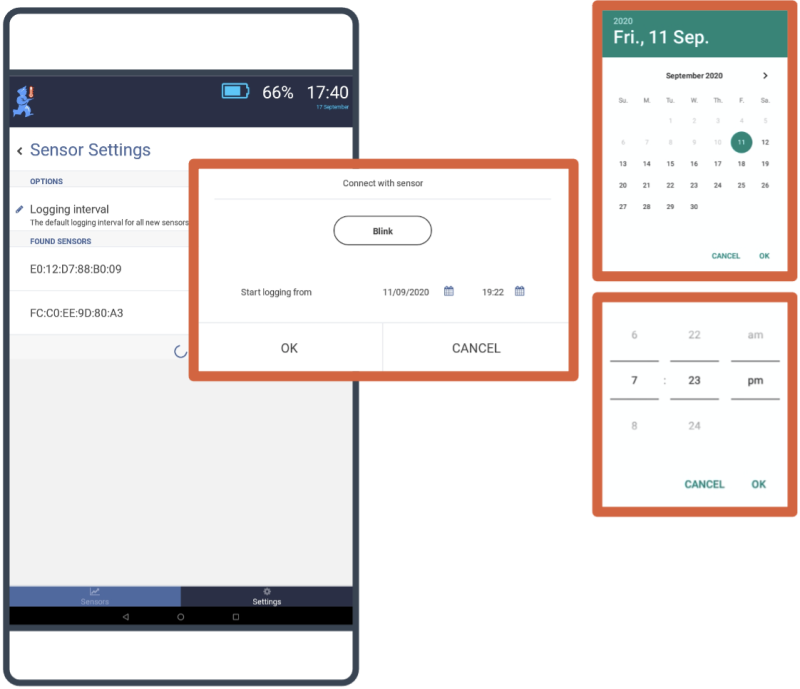 66% 17:40
17 September
Sensor Settings
OPTIONS
Logging interval
The default logging interval for all new sensors
FOUND SENSORS
E0:12:D7:88:B0:09
FC:C0:EE:9D:80:A3
Sensors Settings
Connect with sensor
Blink
Start logging from 11/09/2020 19:22
OK CANCEL
2020
Fri., 11 Sep.
September 2020
Su. M. Tu. W. Th. F. Sa.
1 2 3 4 5
6 7 8 9 10 11 12
13 14 15 16 17 18 19
20 21 22 23 24 25 26
27 28 29 30
CANCEL OK
6 22 am
7 : 23 pm
8 24
CANCEL OK